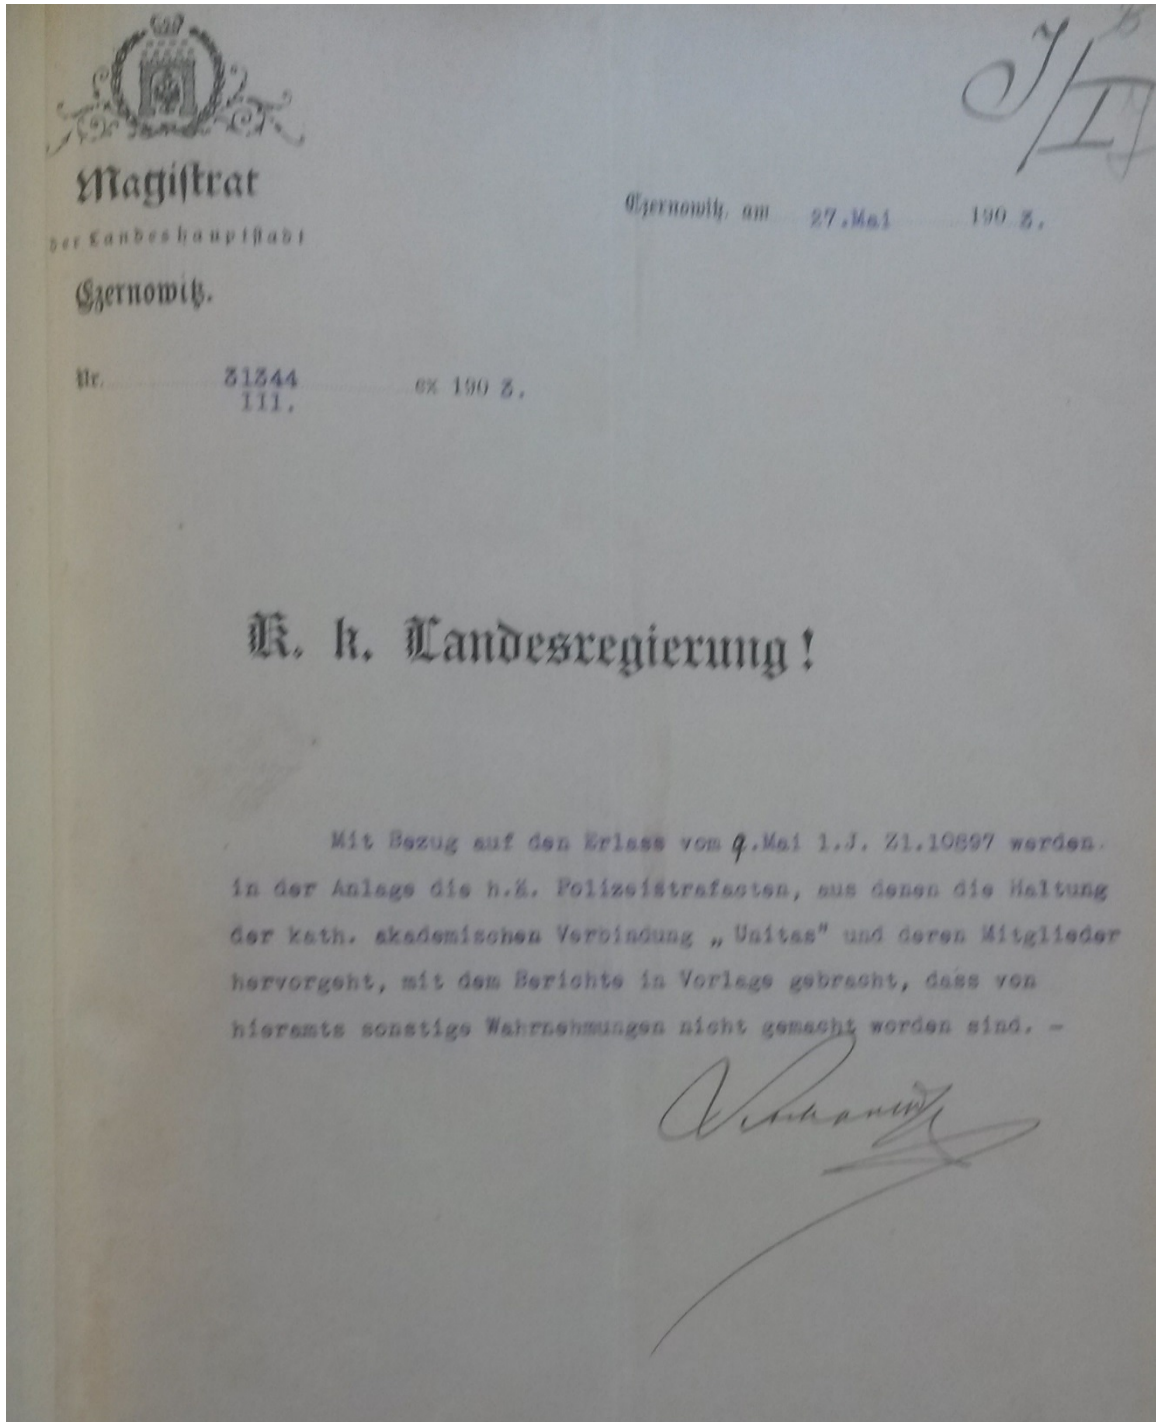 I/I
Magistrat
der Landeshauptstadt
Czernowitz.
Czernowitz, am 27.Mai 190 3.
Nr. 31344 ex 190 3.
III.
K. k. Landesregierung!
Mit Bezug auf den Erlass vom 9.Mai l.J. Zl.10897 werden
in der Anlage die h.ä. Polizeistrafacten, aus denen die Haltung
der kath. akademischen Verbindung „Unitas" und deren Mitglieder
hervorgeht, mit dem Berichte in Vorlage gebracht, dass von
hieramts sonstige Wahrnehmungen nicht gemacht worden sind. -